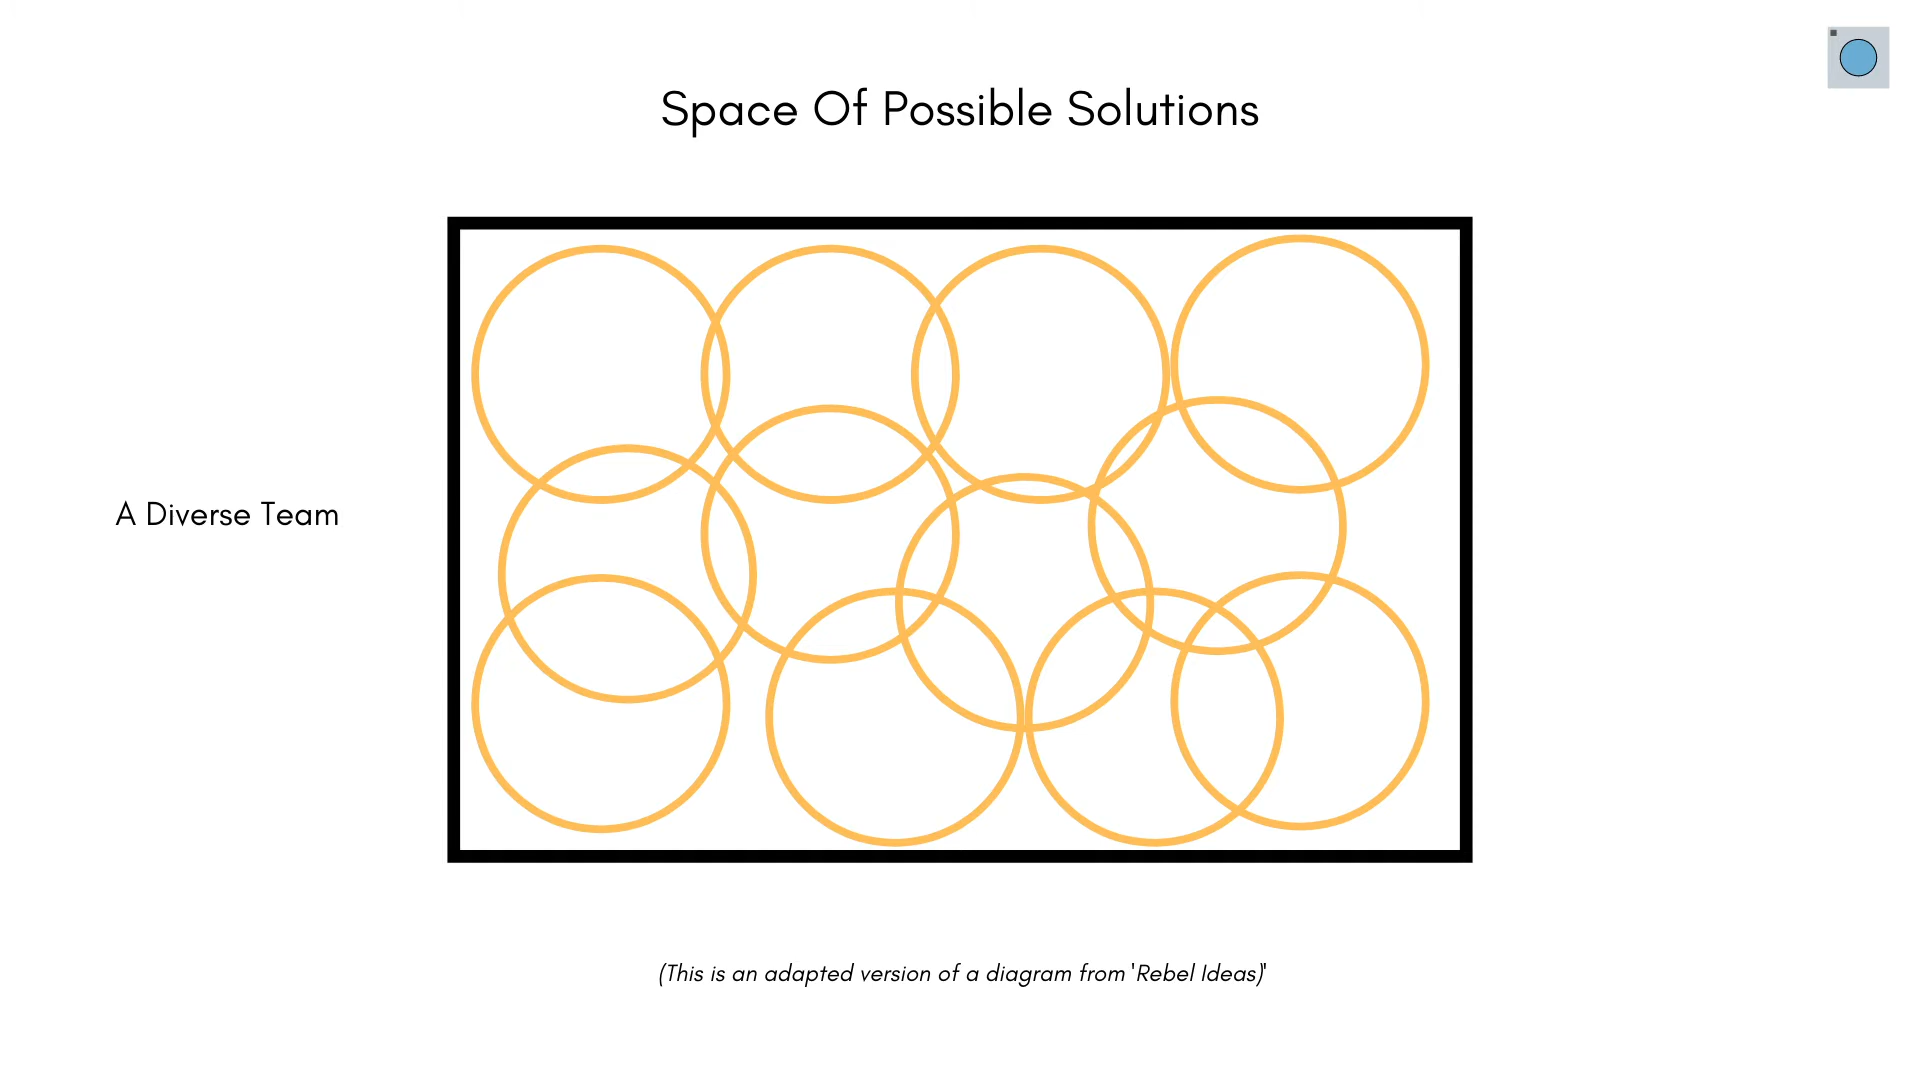 Space Of Possible Solutions
A Diverse Team
(This is an adapted version of a diagram from 'Rebel Ideas)'